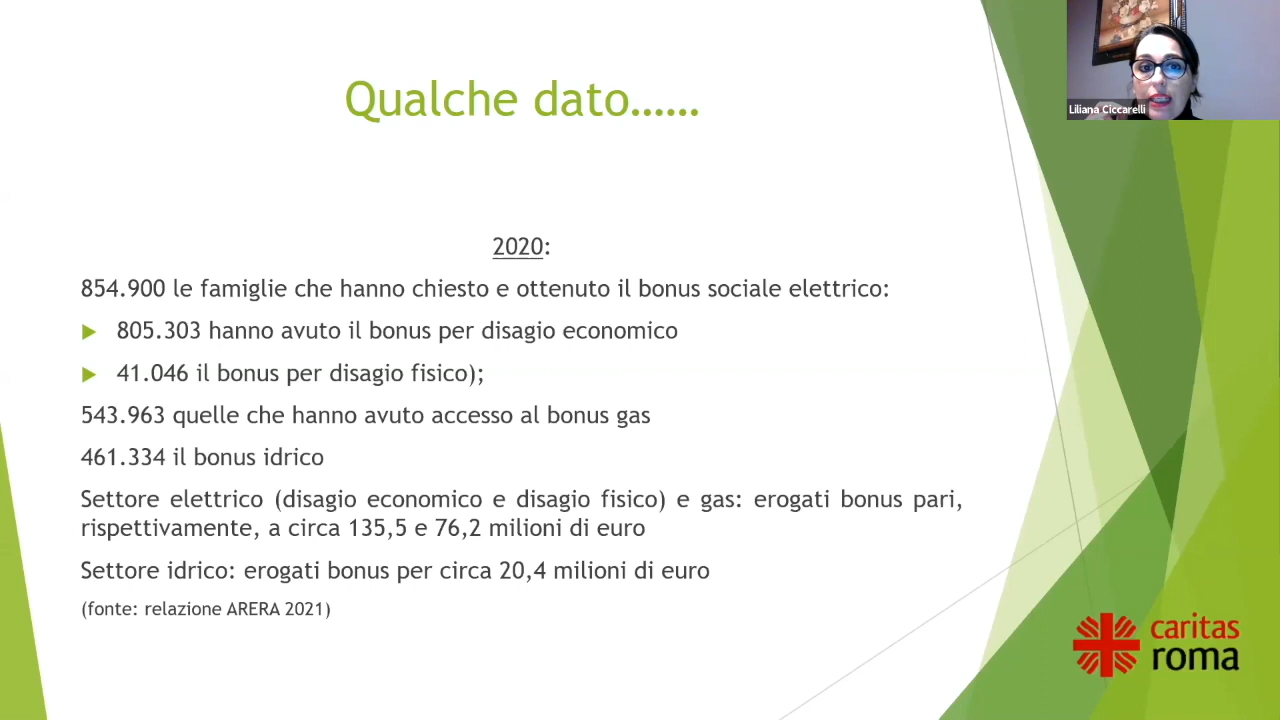 Qualche dato......
Liliana Ciccarelli
2020:
854.900 le famiglie che hanno chiesto e ottenuto il bonus sociale elettrico:
805.303 hanno avuto il bonus per disagio economico
41.046 il bonus per disagio fisico);
543.963 quelle che hanno avuto accesso al bonus gas
461.334 il bonus idrico
Settore elettrico (disagio economico e disagio fisico) e gas: erogati bonus pari,
rispettivamente, a circa 135,5 e 76,2 milioni di euro
Settore idrico: erogati bonus per circa 20,4 milioni di euro
(fonte: relazione ARERA 2021)
caritas
roma